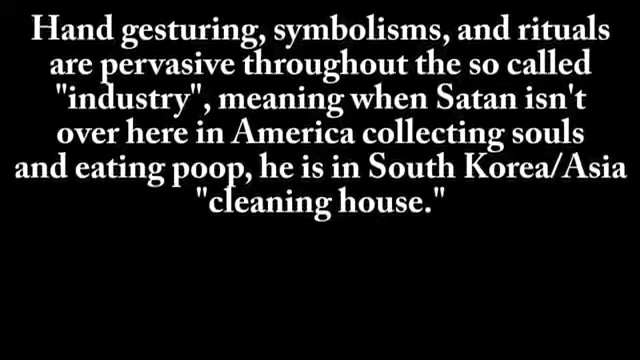 Hand gesturing, symbolisms, and rituals
are pervasive throughout the so called
"industry", meaning when Satan isn't
over here in America collecting souls
and eating poop, he is in South Korea/Asia
"cleaning house."